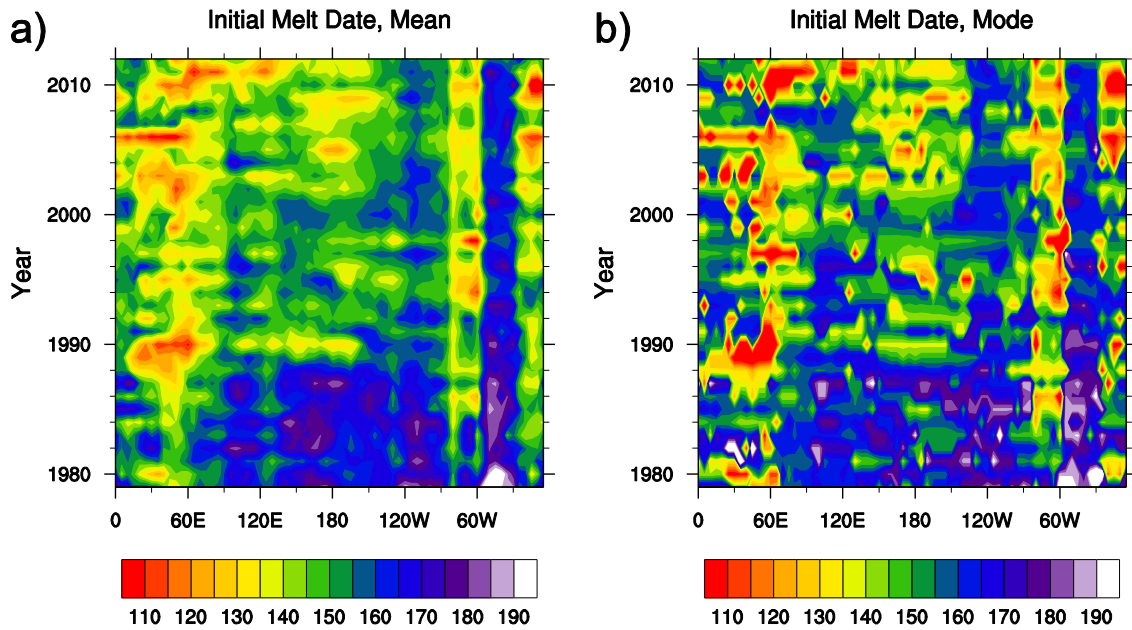 a)
Initial Melt Date, Mean
Year
2010
2000
1990
1980
0 60E 120E 180 120W 60W
110 120 130 140 150 160 170 180 190
b)
Initial Melt Date, Mode
Year
2010
2000
1990
1980
0 60E 120E 180 120W 60W
110 120 130 140 150 160 170 180 190